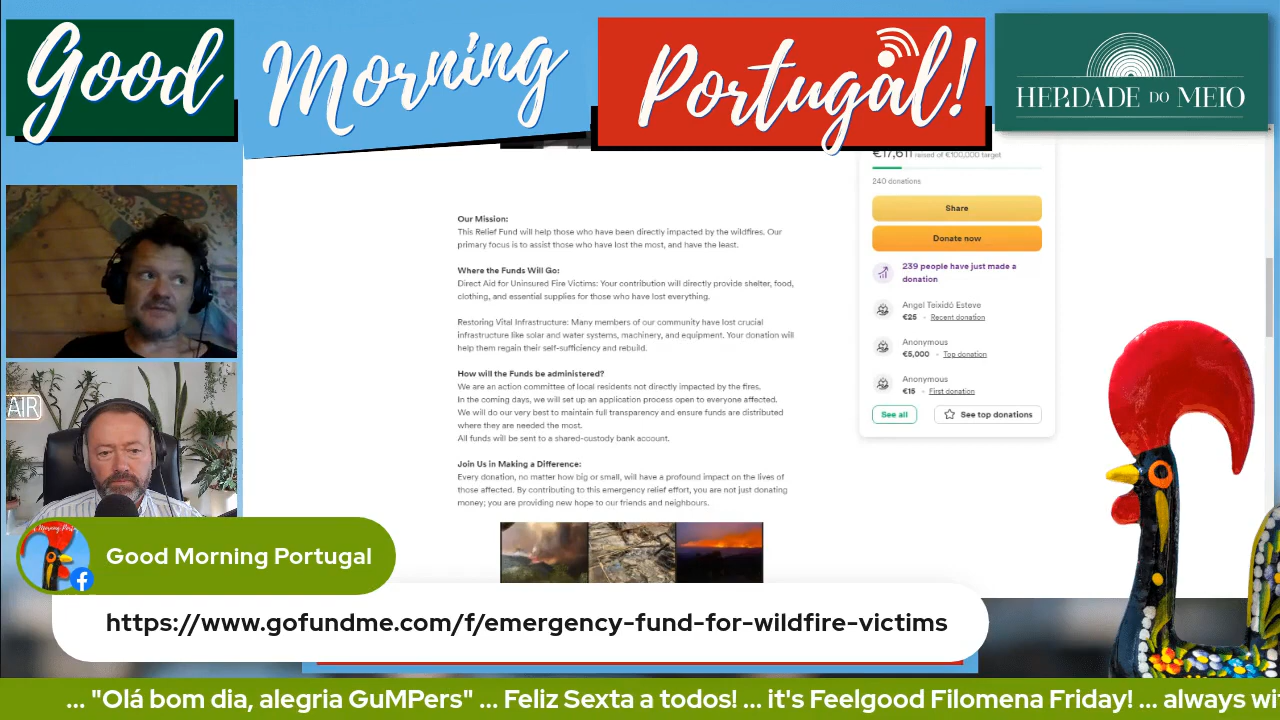 Good Morning Portugal!
HERDADE DO MEIO
€17,611 raised of €100,000 target
240 donations
Share
Donate now
239 people have just made a
donation
Angel Teixidó Esteve
€25 • Recent donation
Anonymous
€5,000 • Top donation
Anonymous
€15 • First donation
See all
See top donations
Our Mission:
This Relief Fund will help those who have been directly impacted by the wildfires. Our
primary focus is to assist those who have lost the most, and have the least.
Where the Funds Will Go:
Direct Aid for Uninsured Fire Victims: Your contribution will directly provide shelter, food,
clothing, and essential supplies for those who have lost everything.
Restoring Vital Infrastructure: Many members of our community have lost crucial
infrastructure like solar and water systems, machinery, and equipment. Your donation will
help them regain their self-sufficiency and rebuild.
How will the Funds be administered?
We are an action committee of local residents not directly impacted by the fires.
In the coming days, we will set up an application process open to everyone affected.
We will do our very best to maintain full transparency and ensure funds are distributed
where they are needed the most.
All funds will be sent to a shared-custody bank account.
Join Us in Making a Difference:
Every donation, no matter how big or small, will have a profound impact on the lives of
those affected. By contributing to this emergency relief effort, you are not just donating
money; you are providing new hope to our friends and neighbours.
AIR
Good Morning Portugal
https://www.gofundme.com/f/emergency-fund-for-wildfire-victims
... "Olá bom dia, alegria GuMPers" ... Feliz Sexta a todos! ... it's Feelgood Filomena Friday! ... always